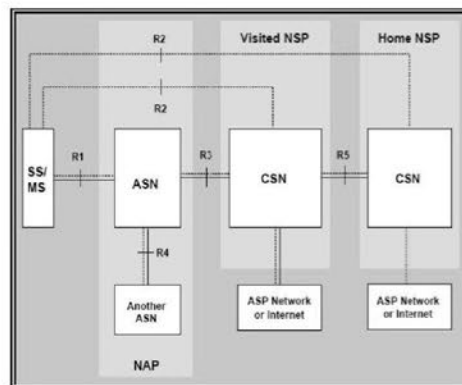 R2
Visited NSP
Home NSP
R2
SS/
MS
R1
ASN
R3
CSN
R5
CSN
R4
Another
ASN
ASP Network
or Internet
ASP Network
or Internet
NAP